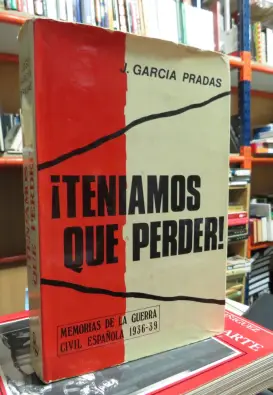 J. GARCIA PRADAS
¡TENIAMOS
QUE PERDER!
MEMORIAS DE LA GUERRA
CIVIL ESPAÑOLA 1936-39
ARTE